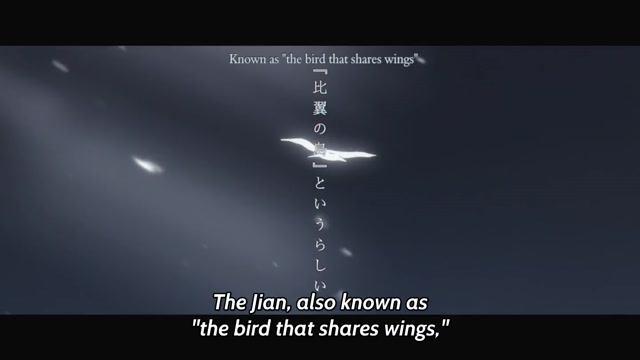 Known as "the bird that shares wings"
『比翼の鳥』というらしい
The Jian, also known as
"the bird that shares wings,"